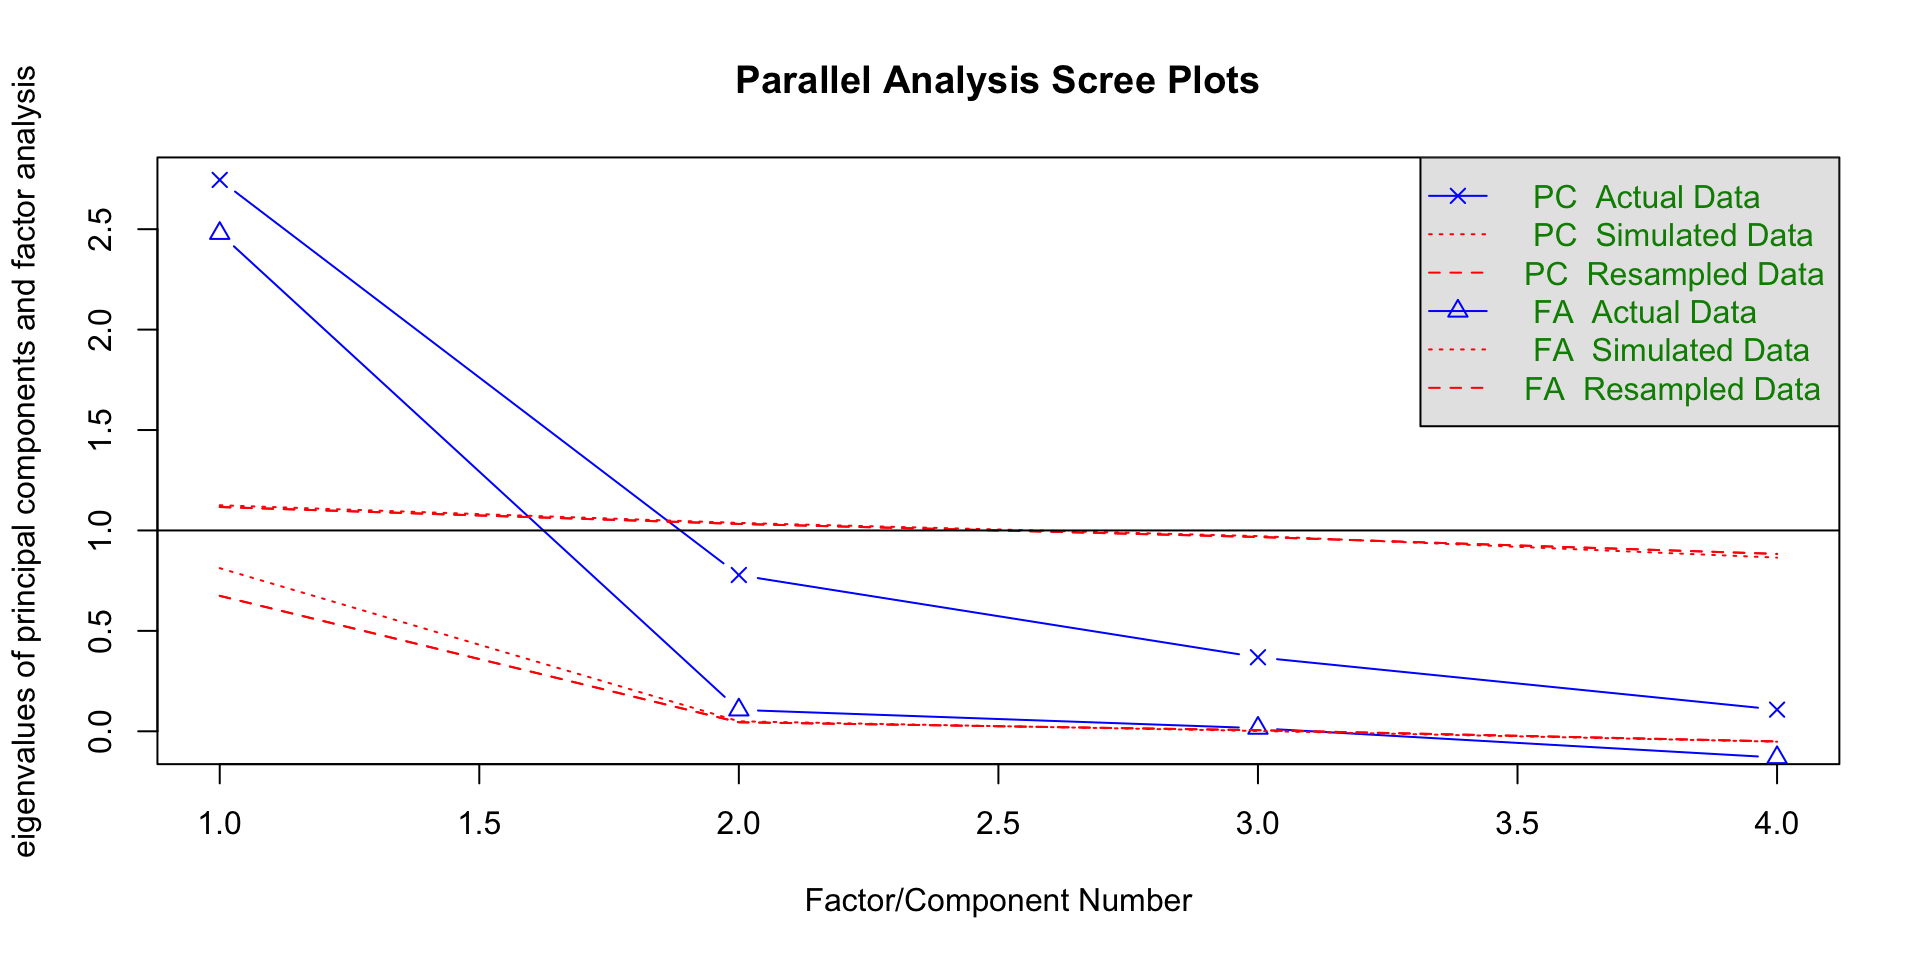 Parallel Analysis Scree Plots
eigenvalues of principal components and factor analysis
2.5
2.0
1.5
1.0
0.5
0.0
PC Actual Data
PC Simulated Data
PC Resampled Data
FA Actual Data
FA Simulated Data
FA Resampled Data
1.0 1.5 2.0 2.5 3.0 3.5 4.0
Factor/Component Number